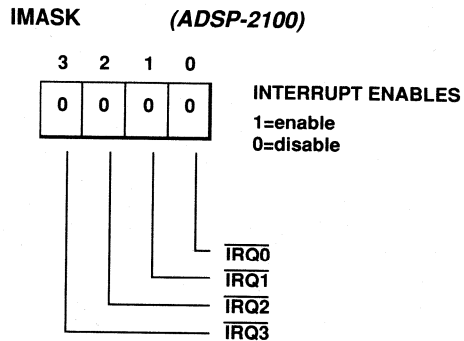 IMASK (ADSP-2100)
3 2 1 0
0 0 0 0
INTERRUPT ENABLES
1=enable
0=disable
IRQ0
IRQ1
IRQ2
IRQ3